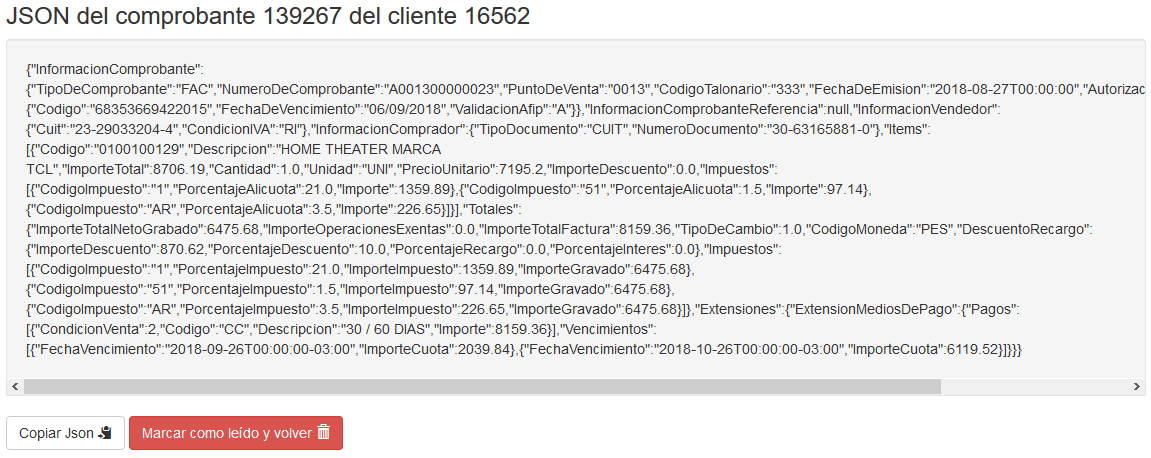 JSON del comprobante 139267 del cliente 16562
{"InformacionComprobante":
{"TipoDeComprobante":"FAC","NumeroDeComprobante":"A001300000023","PuntoDeVenta":"0013","CodigoTalonario":"333","FechaDeEmision":"2018-08-27T00:00:00","Autorizac
{"Codigo":"68353669422015","FechaDeVencimiento":"06/09/2018","ValidacionAfip":"A"}},"InformacionComprobanteReferencia":null,"InformacionVendedor":
{"Cuit":"23-29033204-4","CondicionIVA":"RI"},"InformacionComprador":{"TipoDocumento":"CUIT","NumeroDocumento":"30-63165881-0"},"Items":
[{"Codigo":"0100100129","Descripcion":"HOME THEATER MARCA
TCL","ImporteTotal":8706.19,"Cantidad":1.0,"Unidad":"UNI","PrecioUnitario":7195.2,"ImporteDescuento":0.0,"Impuestos":
[{"CodigoImpuesto":"1","PorcentajeAlicuota":21.0,"Importe":1359.89},{"CodigoImpuesto":"51","PorcentajeAlicuota":1.5,"Importe":97.14},
{"CodigoImpuesto":"AR","PorcentajeAlicuota":3.5,"Importe":226.65}]}],"Totales":
{"ImporteTotalNetoGrabado":6475.68,"ImporteOperacionesExentas":0.0,"ImporteTotalFactura":8159.36,"TipoDeCambio":1.0,"CodigoMoneda":"PES","DescuentoRecargo":
{"ImporteDescuento":870.62,"PorcentajeDescuento":10.0,"PorcentajeRecargo":0.0,"PorcentajeInteres":0.0},"Impuestos":
[{"CodigoImpuesto":"1","PorcentajeImpuesto":21.0,"ImporteImpuesto":1359.89,"ImporteGravado":6475.68},
{"CodigoImpuesto":"51","PorcentajeImpuesto":1.5,"ImporteImpuesto":97.14,"ImporteGravado":6475.68},
{"CodigoImpuesto":"AR","PorcentajeImpuesto":3.5,"ImporteImpuesto":226.65,"ImporteGravado":6475.68}]},"Extensiones":{"ExtensionMediosDePago":{"Pagos":
[{"CondicionVenta":2,"Codigo":"CC","Descripcion":"30 / 60 DIAS","Importe":8159.36}],"Vencimientos":
[{"FechaVencimiento":"2018-09-26T00:00:00-03:00","ImporteCuota":2039.84},{"FechaVencimiento":"2018-10-26T00:00:00-03:00","ImporteCuota":6119.52}]}}}
Copiar Json
Marcar como leído y volver